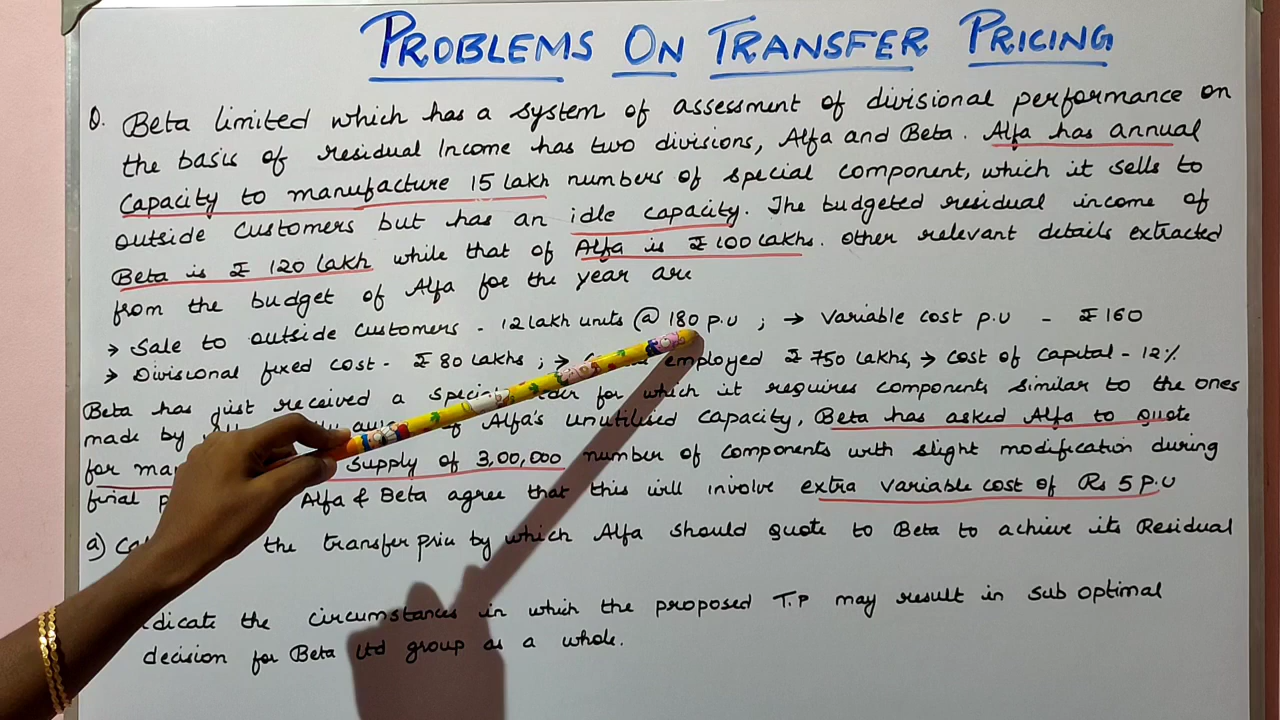 PROBLEMS ON TRANSFER PRICING
Q. Beta limited which has a system of assessment of divisional performance on
the basis of residual Income has two divisions, Alfa and Beta. Alfa has annual
Capacity to manufacture 15 lakh numbers of special component, which it sells to
outside customers but has an idle capacity. The budgeted residual income of
Beta is ₹ 120 lakh while that of Alfa is ₹ 100 lakhs. Other relevant details extracted
from the budget of Alfa for the year are
→ Sale to outside customers - 12 lakh units @ 180 p.u ; → Variable cost p.u - ₹ 160
→ Divisional fixed cost - ₹ 80 lakhs ; → employed ₹ 750 lakhs, → Cost of Capital - 12%
Beta has just received a special for which it requires components similar to the ones
made by of Alfa's unutilised capacity, Beta has asked Alfa to quote
for supply of 3,00,000 number of components with slight modification during
final Alfa & Beta agree that this will involve extra variable cost of Rs 5 p.u
a) the transfer price by which Alfa should quote to Beta to achieve its Residual
the circumstances in which the proposed T.P may result in sub optimal
decision for Beta ltd group as a whole.